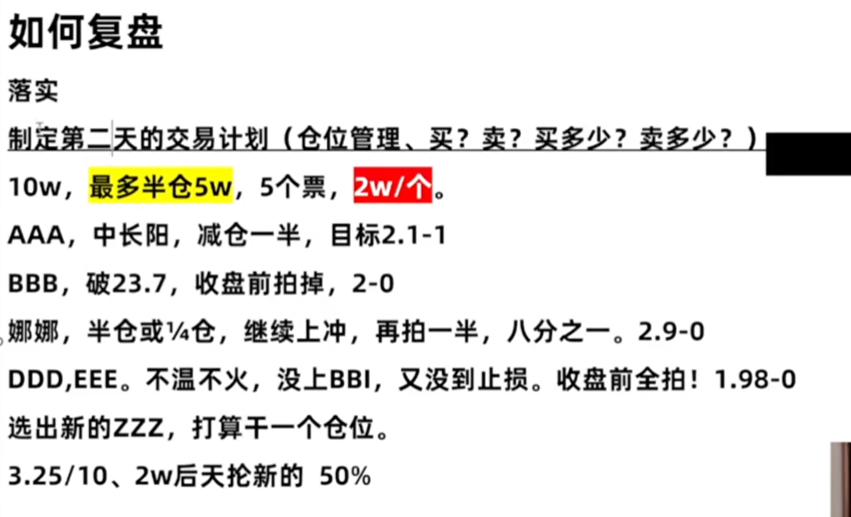 如何复盘
落实
制定第二天的交易计划（仓位管理、买？卖？买多少？卖多少？）
10w，最多半仓5w，5个票，2w/个。
AAA，中长阳，减仓一半，目标2.1-1
BBB，破23.7，收盘前拍掉，2-0
娜娜，半仓或¼仓，继续上冲，再拍一半，八分之一。2.9-0
DDD,EEE。不温不火，没上BBI，又没到止损。收盘前全拍！1.98-0
选出新的ZZZ，打算干一个仓位。
3.25/10、2w后天抡新的 50%